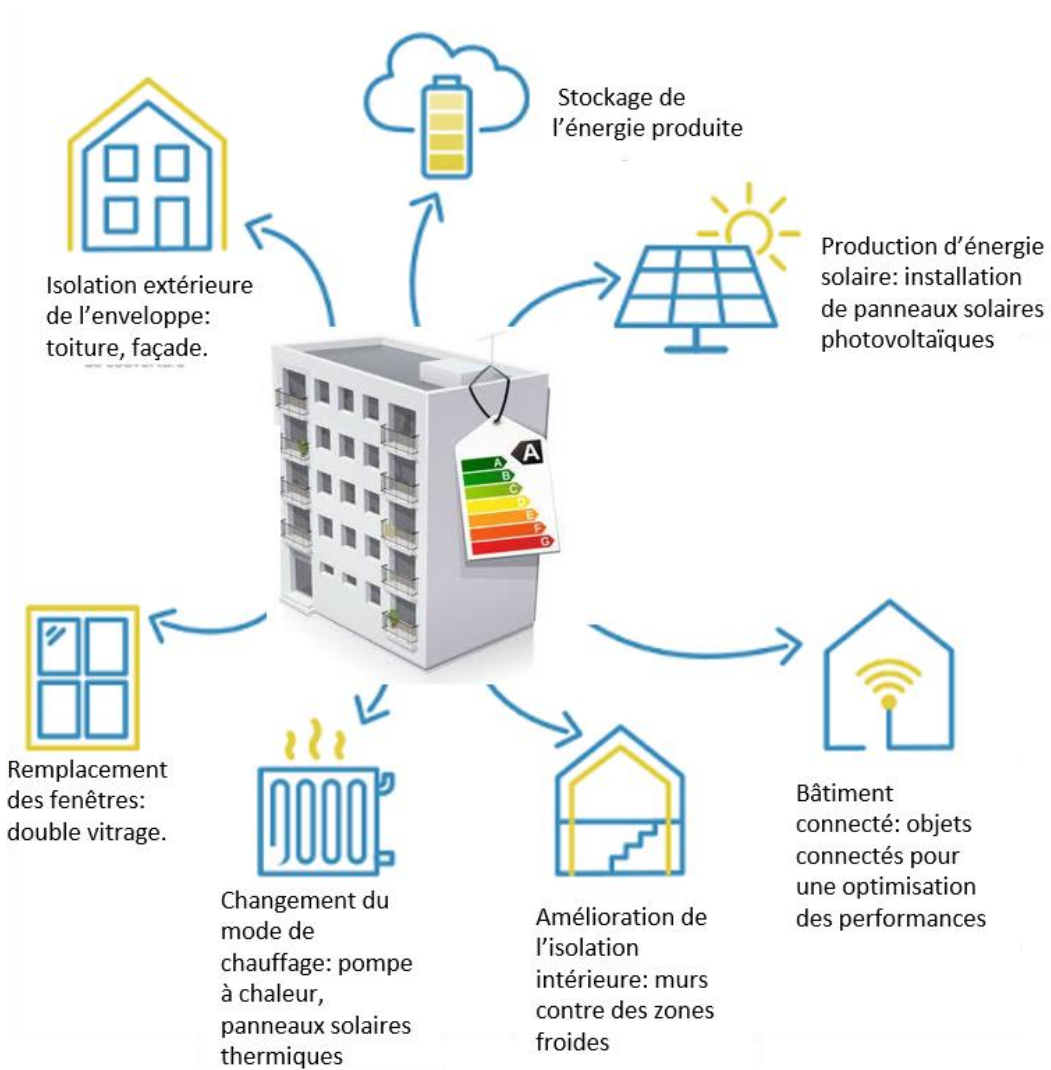 Stockage de
l’énergie produite
Isolation extérieure
de l’enveloppe:
toiture, façade.
Production d’énergie
solaire: installation
de panneaux solaires
photovoltaïques
A
A
B
C
D
E
F
G
Remplacement
des fenêtres:
double vitrage.
Changement du
mode de
chauffage: pompe
à chaleur,
panneaux solaires
thermiques
Amélioration de
l’isolation
intérieure: murs
contre des zones
froides
Bâtiment
connecté: objets
connectés pour
une optimisation
des performances